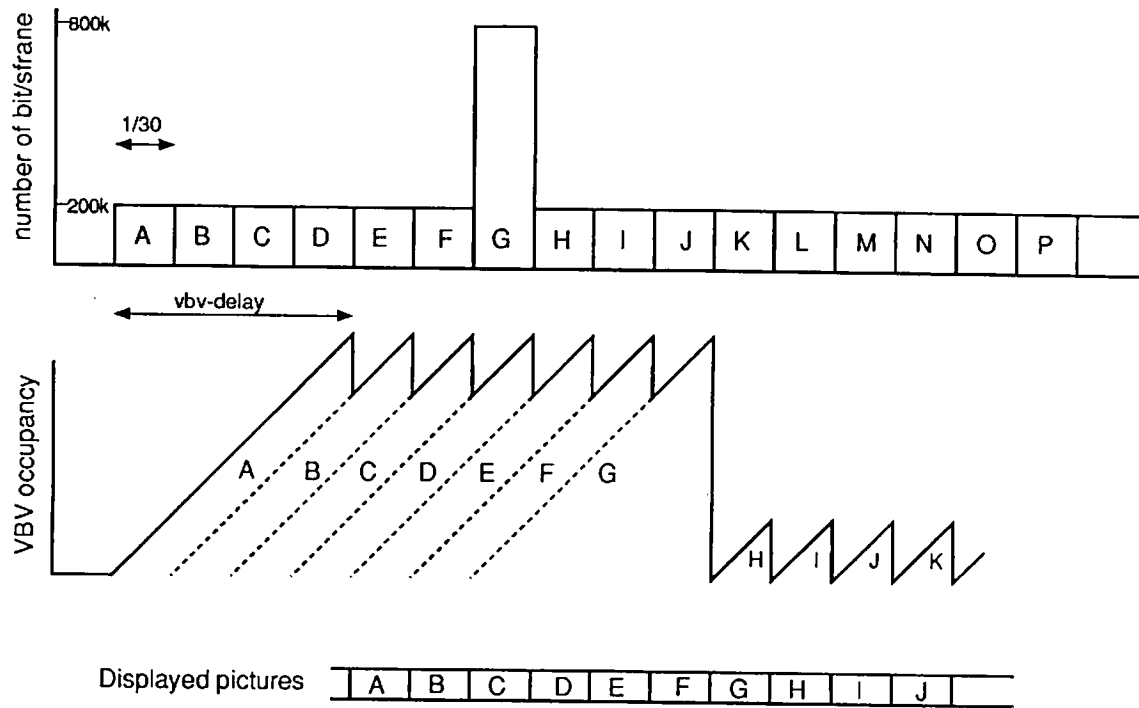 800k
number of bit/sfrane
1/30
200k
A B C D E F G H I J K L M N O P
vbv-delay
VBV occupancy
A B C D E F G
H I J K
Displayed pictures A B C D E F G H I J